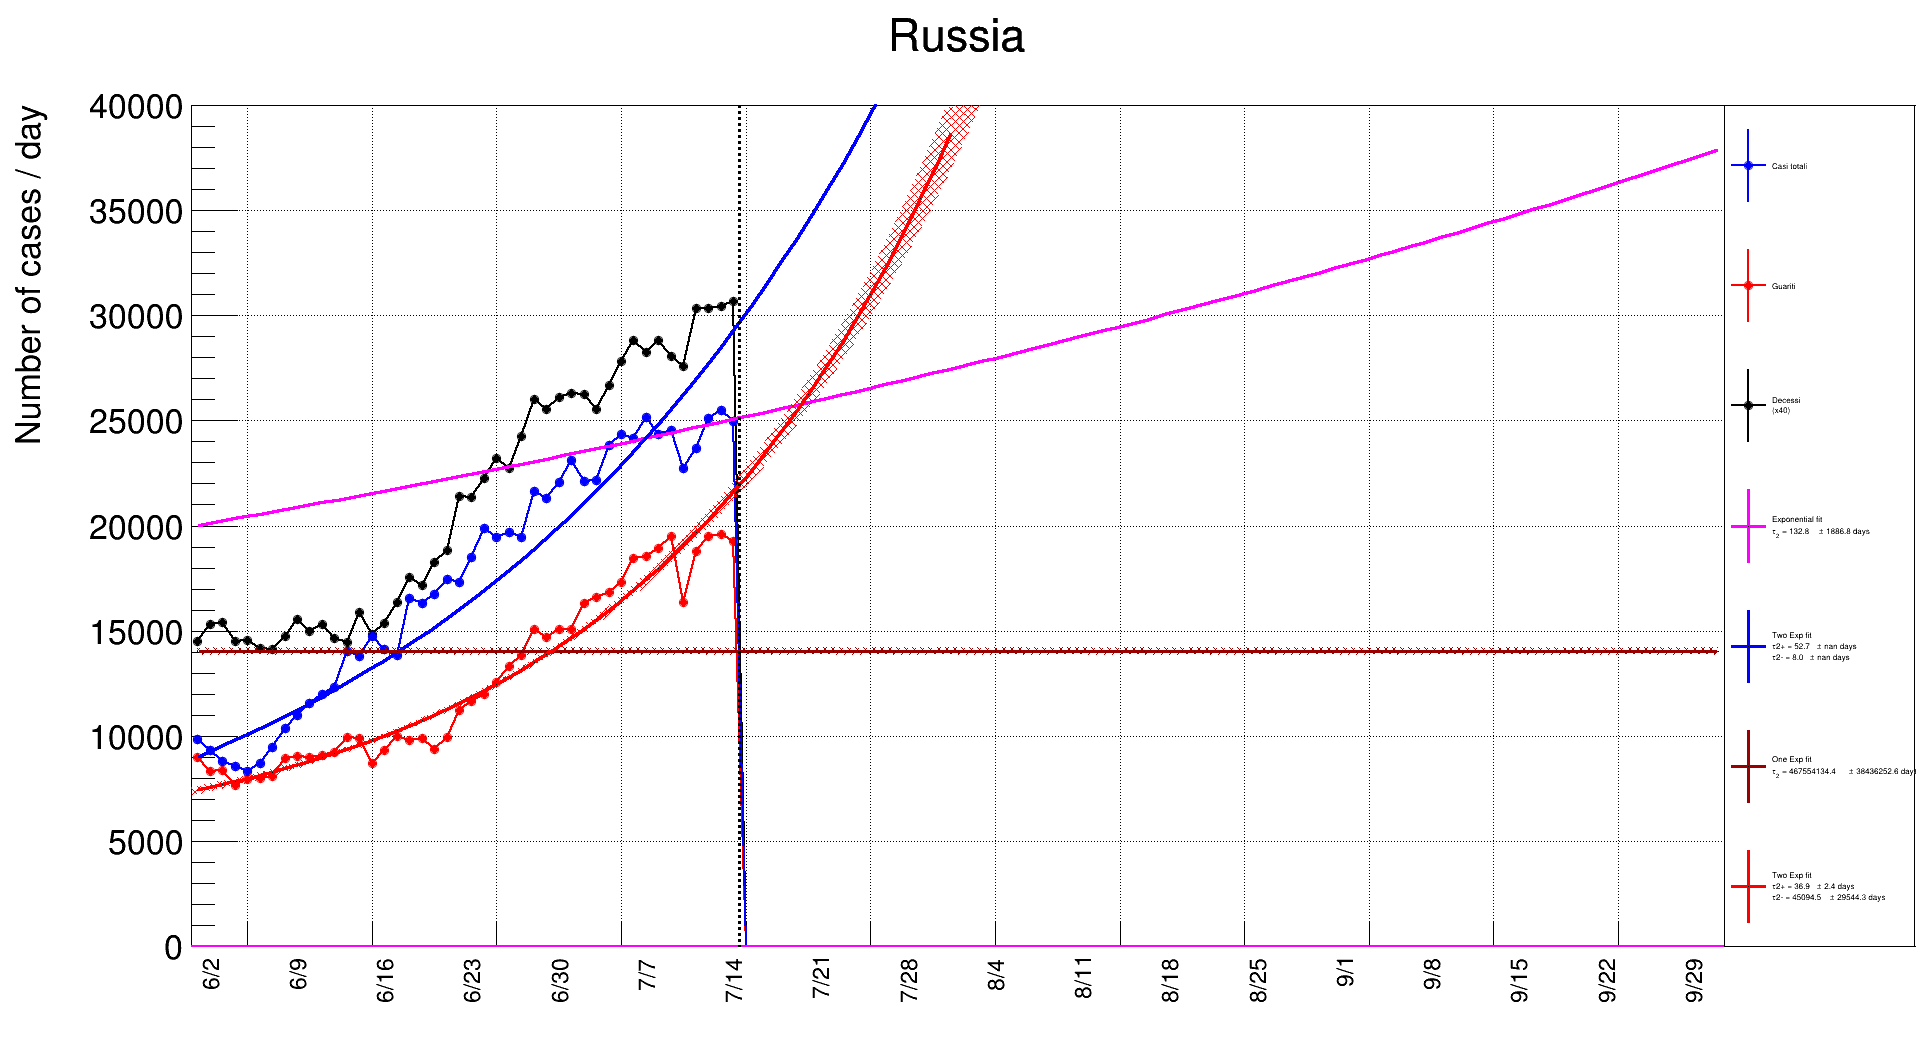 Russia
Number of cases / day
40000
35000
30000
25000
20000
15000
10000
5000
0
6/2
6/9
6/16
6/23
6/30
7/7
7/14
7/21
7/28
8/4
8/11
8/18
8/25
9/1
9/8
9/15
9/22
9/29
Casi totali
Guariti
Decessi
(x40)
Exponential fit
τ2 = 132.8 ± 1886.8 days
Two Exp fit
τ2+ = 52.7 ± nan days
τ2- = 8.0 ± nan days
One Exp fit
τ2 = 467554134.4 ± 38436252.6 days
Two Exp fit
τ2+ = 36.9 ± 2.4 days
τ2- = 45094.5 ± 29544.3 days